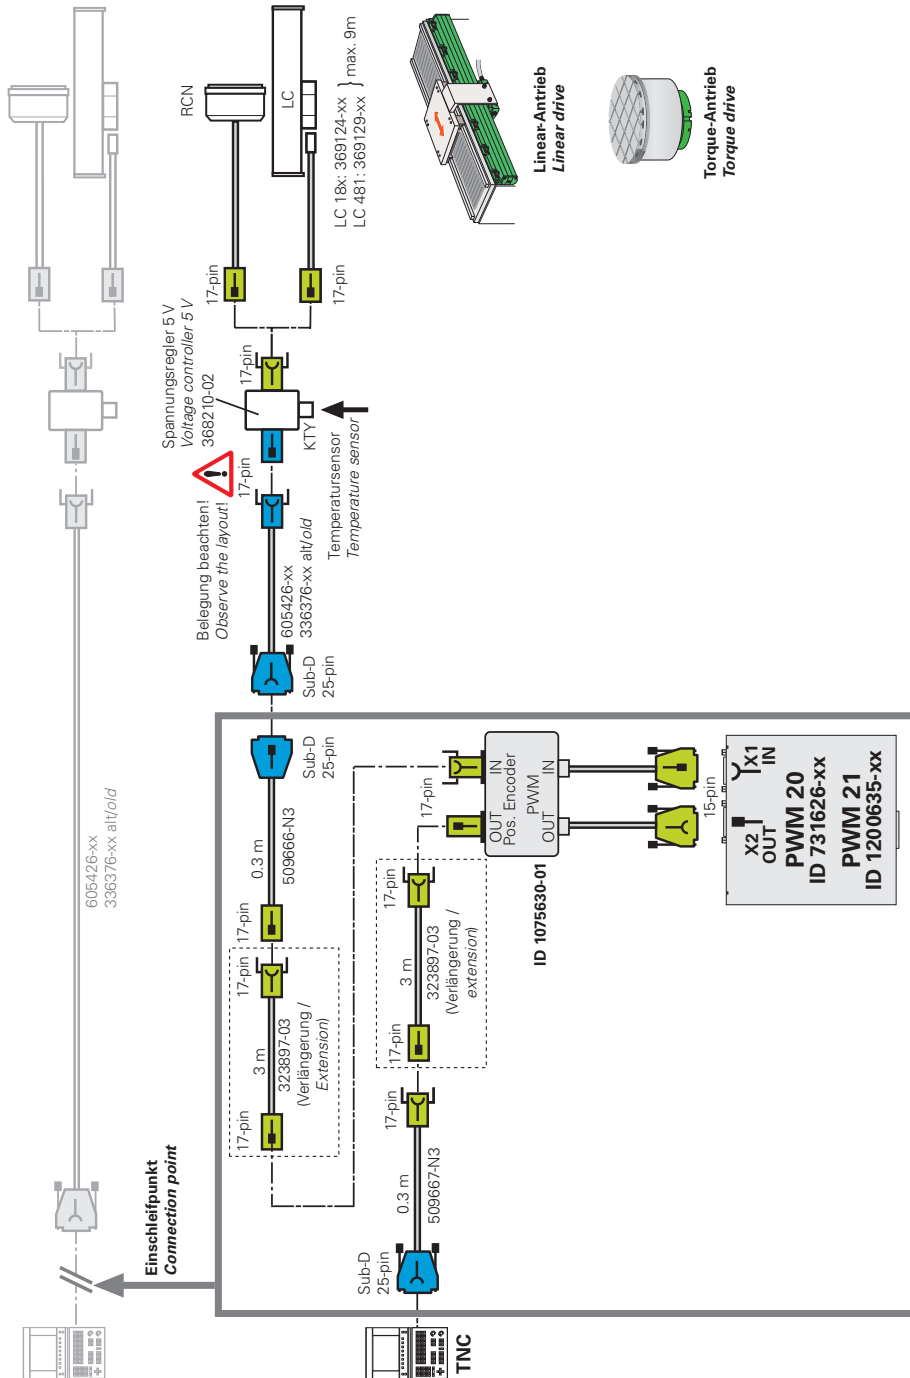 605426-xx
336376-xx alt/old
Einschleifpunkt
Connection point
RCN
LC
LC 18x: 369124-xx
LC 481: 369129-xx
} max. 9m
17-pin
17-pin
Spannungsregler 5 V
Voltage controller 5 V
368210-02
17-pin
KTY
Temperatursensor
Temperature sensor
17-pin
Belegung beachten!
Observe the layout!
605426-xx
336376-xx alt/old
Sub-D
25-pin
Sub-D
25-pin
0.3 m
509666-N3
17-pin
17-pin
3 m
323897-03
(Verlängerung /
Extension)
17-pin
17-pin
OUT IN
Pos. Encoder
PWM
OUT IN
ID 1075630-01
17-pin
3 m
323897-03
(Verlängerung /
extension)
17-pin
17-pin
0.3 m
509667-N3
Sub-D
25-pin
TNC
15-pin
X2
OUT
X1
IN
PWM 20
ID 731626-xx
PWM 21
ID 1200635-xx
Linear-Antrieb
Linear drive
Torque-Antrieb
Torque drive